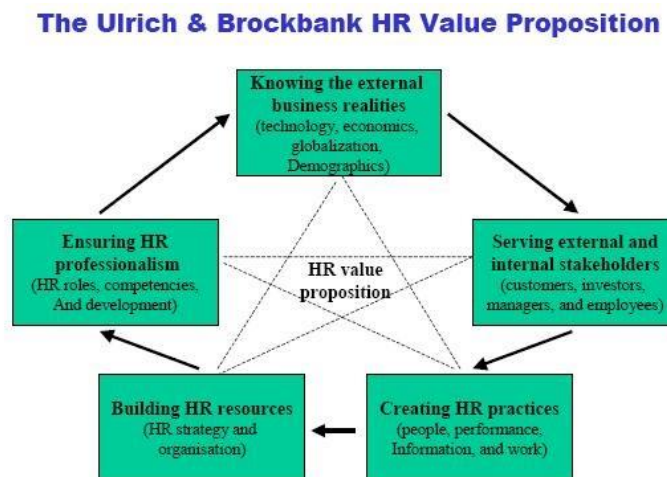 The Ulrich & Brockbank HR Value Proposition
Knowing the external
business realities
(technology, economics,
globalization,
Demographics)
Ensuring HR
professionalism
(HR roles, competencies,
And development)
HR value
proposition
Serving external and
internal stakeholders
(customers, investors,
managers, and employees)
Building HR resources
(HR strategy and
organisation)
Creating HR practices
(people, performance,
Information, and work)